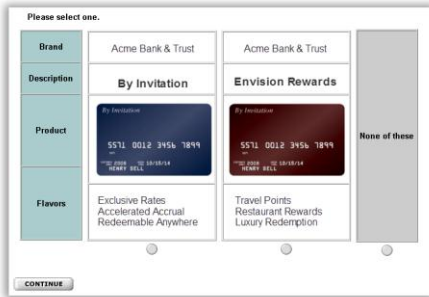 Please select one.
Brand
Acme Bank & Trust
Acme Bank & Trust
Description
By Invitation
Envision Rewards
Product
By Invitation
5571 0012 3456 7899
HENRY BELL
By Invitation
5571 0012 3456 7899
HENRY BELL
None of these
Flavors
Exclusive Rates
Accelerated Accrual
Redeemable Anywhere
Travel Points
Restaurant Rewards
Luxury Redemption
CONTINUE